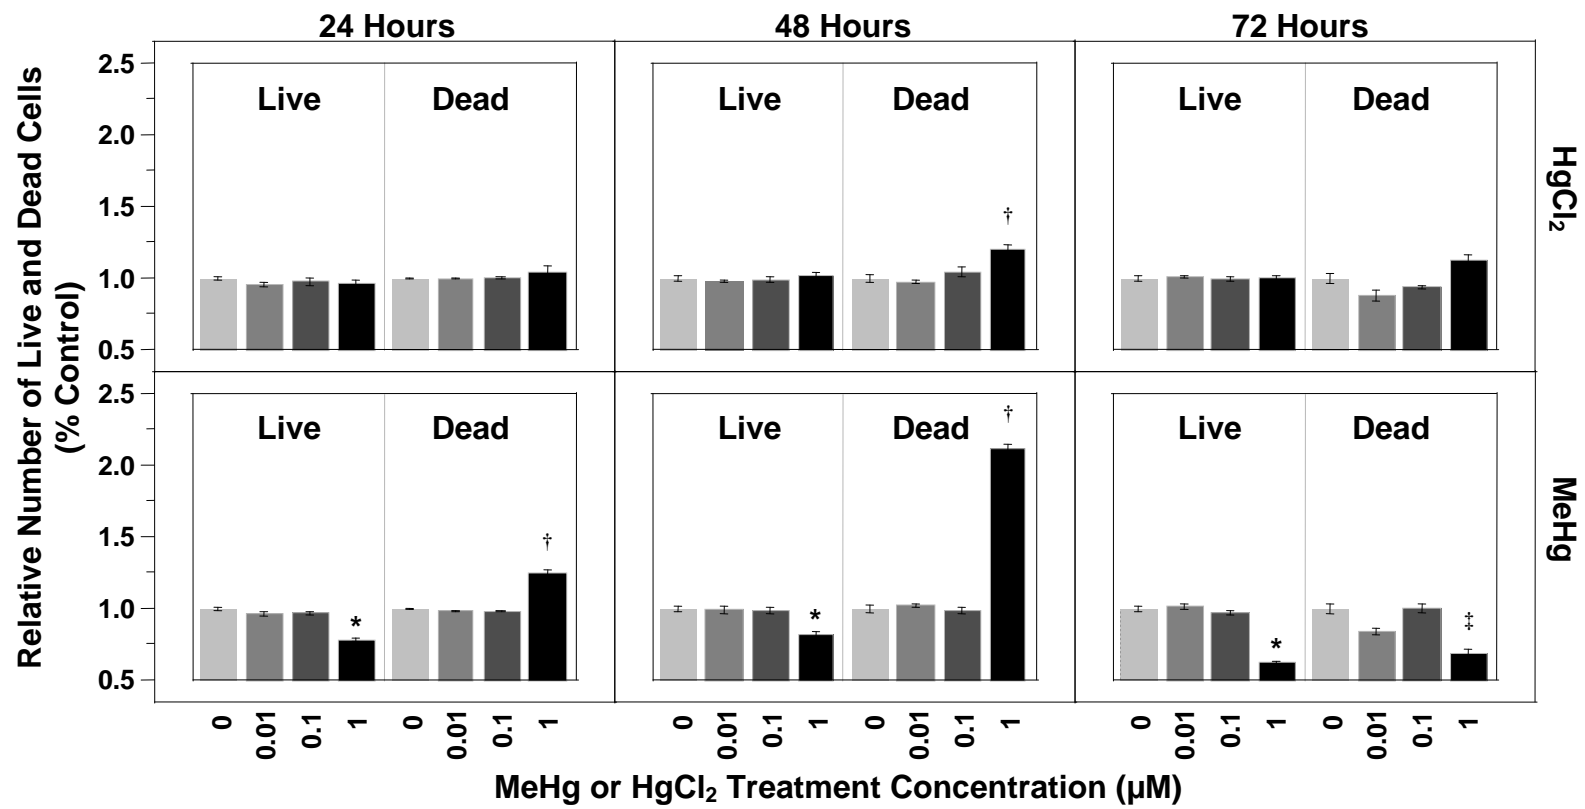 24 Hours 48 Hours 72 Hours
Relative Number of Live and Dead Cells
(% Control)
2.5
2.0
1.5
1.0
0.5
Live Dead
Live Dead
†
Live Dead
HgCl₂
2.5
2.0
1.5
1.0
0.5
Live Dead
* †
Live Dead
* †
Live Dead
* ‡
MeHg
0 0.01 0.1 1 0 0.01 0.1 1
0 0.01 0.1 1 0 0.01 0.1 1
0 0.01 0.1 1 0 0.01 0.1 1
MeHg or HgCl₂ Treatment Concentration (µM)